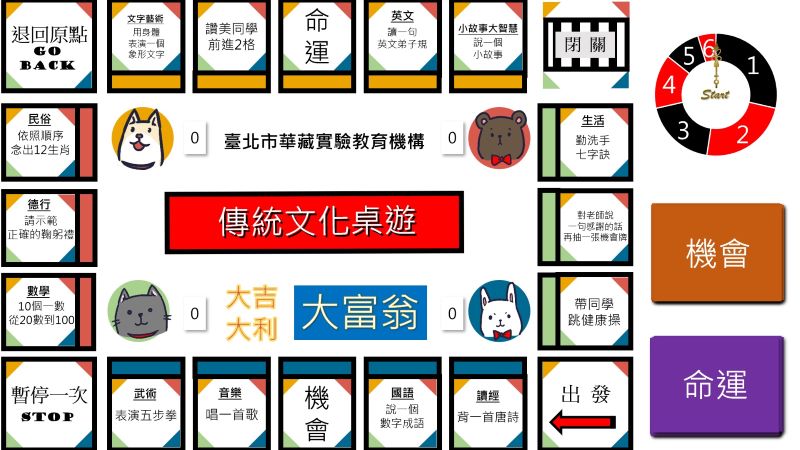 退回原點
GO
BACK
文字藝術
用身體
表演一個
象形文字
讚美同學
前進2格
命
運
英文
讀一句
英文弟子規
小故事大智慧
說一個
小故事
閉關
民俗
依照順序
念出12生肖
0
臺北市華藏實驗教育機構
0
生活
勤洗手
七字訣
德行
請示範
正確的鞠躬禮
傳統文化桌遊
對老師說
一句感謝的話
再抽一張機會牌
數學
10個一數
從20數到100
0
大吉
大利
大富翁
0
帶同學
跳健康操
暫停一次
STOP
武術
表演五步拳
音樂
唱一首歌
機
會
國語
說一個
數字成語
讀經
背一首唐詩
出發
6
1
5
Start
4
3
2
機會
命運